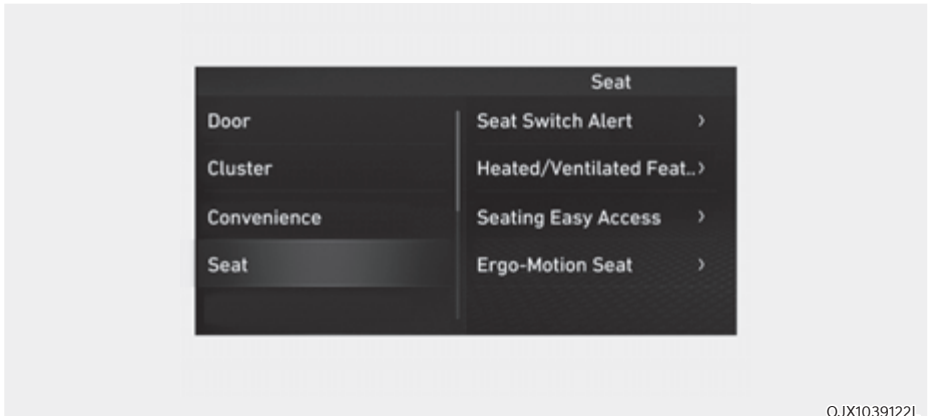 Seat
Door
Cluster
Convenience
Seat
Seat Switch Alert
Heated/Ventilated Feat..
Seating Easy Access
Ergo-Motion Seat
OJX1039122L